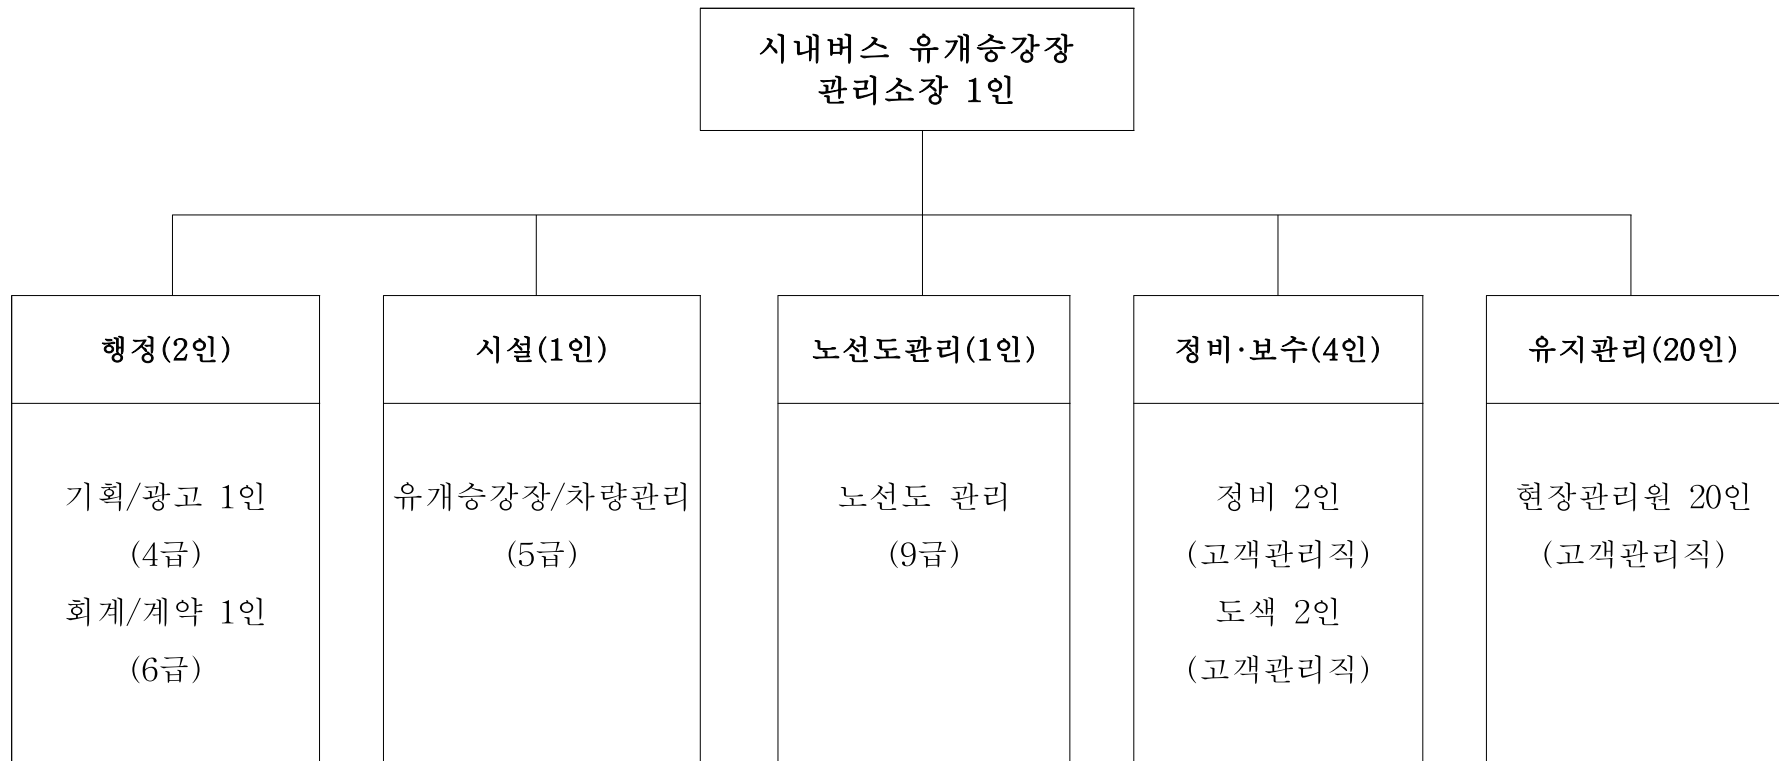 시내버스 유개승강장
관리소장 1인
행정(2인)
기획/광고 1인
(4급)
회계/계약 1인
(6급)
시설(1인)
유개승강장/차량관리
(5급)
노선도관리(1인)
노선도 관리
(9급)
정비·보수(4인)
정비 2인
(고객관리직)
도색 2인
(고객관리직)
유지관리(20인)
현장관리원 20인
(고객관리직)